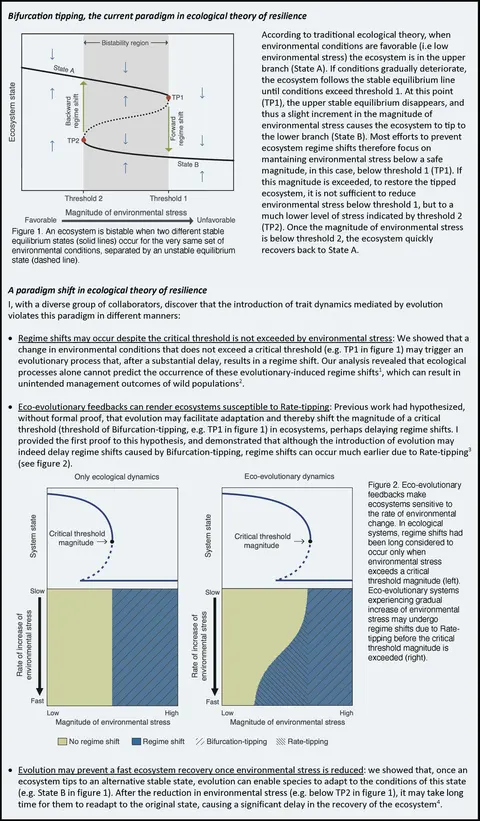 Bifurcation tipping, the current paradigm in ecological theory of resilience
Bistability region
State A
TP1
Backward
regime shift
Forward
regime shift
TP2
State B
Ecosystem state
Threshold 2
Threshold 1
Favorable
Magnitude of environmental stress
Unfavorable
Figure 1. An ecosystem is bistable when two different stable
equilibrium states (solid lines) occur for the very same set of
environmental conditions, separated by an unstable equilibrium
state (dashed line).
According to traditional ecological theory, when
environmental conditions are favorable (i.e low
environmental stress) the ecosystem is in the upper
branch (State A). If conditions gradually deteriorate,
the ecosystem follows the stable equilibrium line
until conditions exceed threshold 1. At this point
(TP1), the upper stable equilibrium disappears, and
thus a slight increment in the magnitude of
environmental stress causes the ecosystem to tip to
the lower branch (State B). Most efforts to prevent
ecosystem regime shifts therefore focus on
mantaining environmental stress below a safe
magnitude, in this case, below threshold 1 (TP1). If
this magnitude is exceeded, to restore the tipped
ecosystem, it is not sufficient to reduce
environmental stress below threshold 1, but to a
much lower level of stress indicated by threshold 2
(TP2). Once the magnitude of environmental stress
is below threshold 2, the ecosystem quickly
recovers back to State A.
A paradigm shift in ecological theory of resilience
I, with a diverse group of collaborators, discover that the introduction of trait dynamics mediated by evolution
violates this paradigm in different manners:
• Regime shifts may occur despite the critical threshold is not exceeded by environmental stress: We showed that a
change in environmental conditions that does not exceed a critical threshold (e.g. TP1 in figure 1) may trigger an
evolutionary process that, after a substantial delay, results in a regime shift. Our analysis revealed that ecological
processes alone cannot predict the occurrence of these evolutionary-induced regime shifts¹, which can result in
unintended management outcomes of wild populations².
• Eco-evolutionary feedbacks can render ecosystems susceptible to Rate-tipping: Previous work had hypothesized,
without formal proof, that evolution may facilitate adaptation and thereby shift the magnitude of a critical
threshold (threshold of Bifurcation-tipping, e.g. TP1 in figure 1) in ecosystems, perhaps delaying regime shifts. I
provided the first proof to this hypothesis, and demonstrated that although the introduction of evolution may
indeed delay regime shifts caused by Bifurcation-tipping, regime shifts can occur much earlier due to Rate-tipping³
(see figure 2).
Only ecological dynamics
Eco-evolutionary dynamics
System state
Critical threshold
magnitude
System state
Critical threshold
magnitude
Slow
Rate of increase of
environmental stress
Fast
Slow
Rate of increase of
environmental stress
Fast
Low
High
Magnitude of environmental stress
Low
High
Magnitude of environmental stress
No regime shift
Regime shift
Bifurcation-tipping
Rate-tipping
Figure 2. Eco-evolutionary
feedbacks make
ecosystems sensitive to
the rate of environmental
change. In ecological
systems, regime shifts had
been long considered to
occur only when
environmental stress
exceeds a critical
threshold magnitude (left).
Eco-evolutionary systems
experiencing gradual
increase of environmental
stress may undergo
regime shifts due to Rate-
tipping before the critical
threshold magnitude is
exceeded (right).
• Evolution may prevent a fast ecosystem recovery once environmental stress is reduced: we showed that, once an
ecosystem tips to an alternative stable state, evolution can enable species to adapt to the conditions of this state
(e.g. State B in figure 1). After the reduction in environmental stress (e.g. below TP2 in figure 1), it may take long
time for them to readapt to the original state, causing a significant delay in the recovery of the ecosystem⁴.